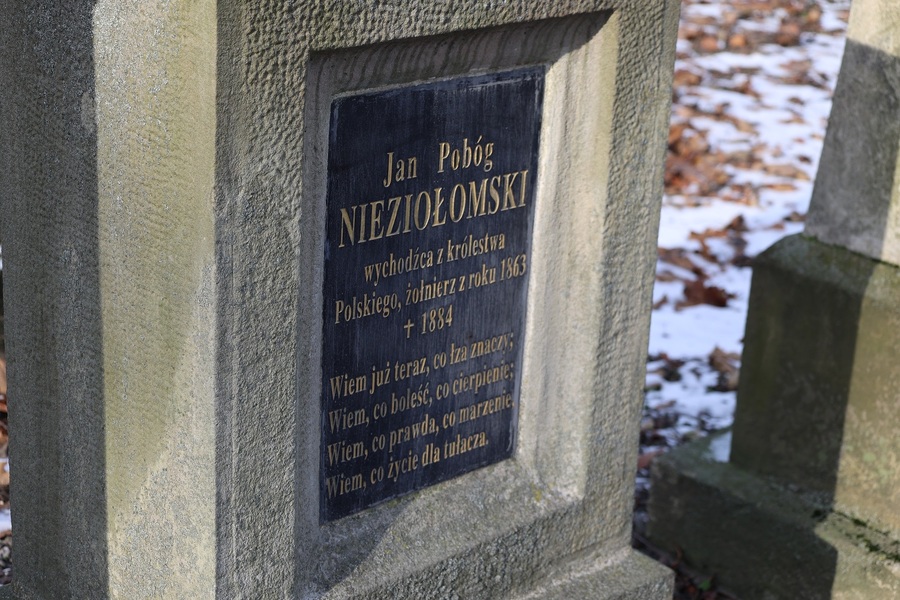 Jan Pobóg
NIEZIOŁOMSKI
wychodźca z królestwa
Polskiego, żołnierz z roku 1863
✝ 1884
Wiem już teraz, co łza znaczy;
Wiem, co boleść, co cierpienie;
Wiem, co prawda, co marzenie,
Wiem, co życie dla tułacza.